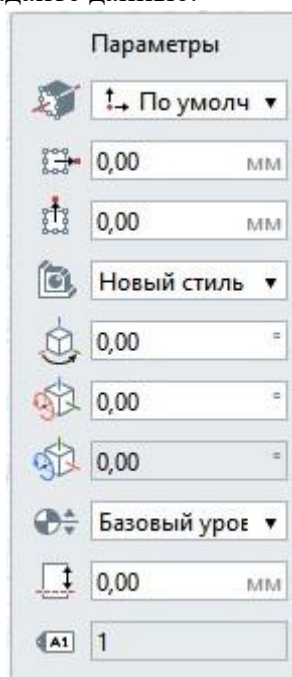 Параметры
По умолч
0,00 мм
0,00 мм
Новый стиль
0,00 °
0,00 °
0,00 °
Базовый уров
0,00 мм
A1 1